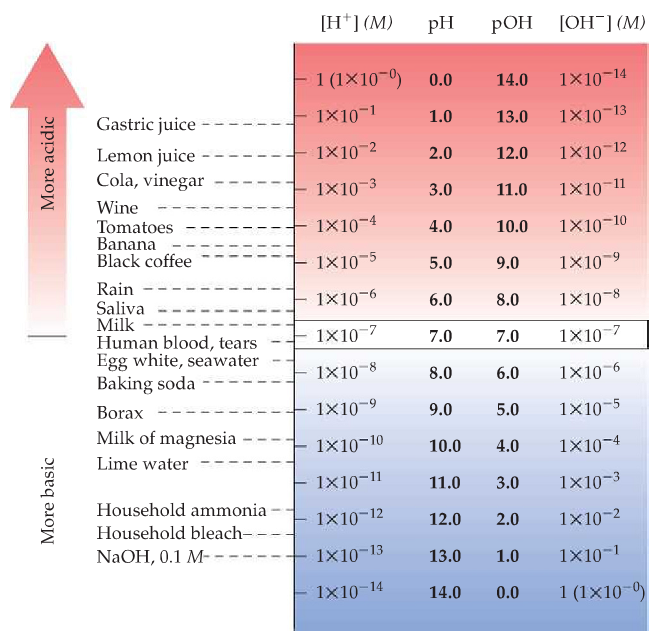 [H⁺] (M) pH pOH [OH⁻] (M)
1 (1×10⁻⁰) 0.0 14.0 1×10⁻¹⁴
1×10⁻¹ 1.0 13.0 1×10⁻¹³
Gastric juice
1×10⁻² 2.0 12.0 1×10⁻¹²
Lemon juice
Cola, vinegar
1×10⁻³ 3.0 11.0 1×10⁻¹¹
Wine
Tomatoes 1×10⁻⁴ 4.0 10.0 1×10⁻¹⁰
Banana
Black coffee 1×10⁻⁵ 5.0 9.0 1×10⁻⁹
Rain
1×10⁻⁶ 6.0 8.0 1×10⁻⁸
Saliva
Milk
1×10⁻⁷ 7.0 7.0 1×10⁻⁷
Human blood, tears
Egg white, seawater
1×10⁻⁸ 8.0 6.0 1×10⁻⁶
Baking soda
Borax 1×10⁻⁹ 9.0 5.0 1×10⁻⁵
Milk of magnesia 1×10⁻¹⁰ 10.0 4.0 1×10⁻⁴
Lime water
1×10⁻¹¹ 11.0 3.0 1×10⁻³
Household ammonia
1×10⁻¹² 12.0 2.0 1×10⁻²
Household bleach
NaOH, 0.1 M 1×10⁻¹³ 13.0 1.0 1×10⁻¹
1×10⁻¹⁴ 14.0 0.0 1 (1×10⁻⁰)
More acidic
More basic